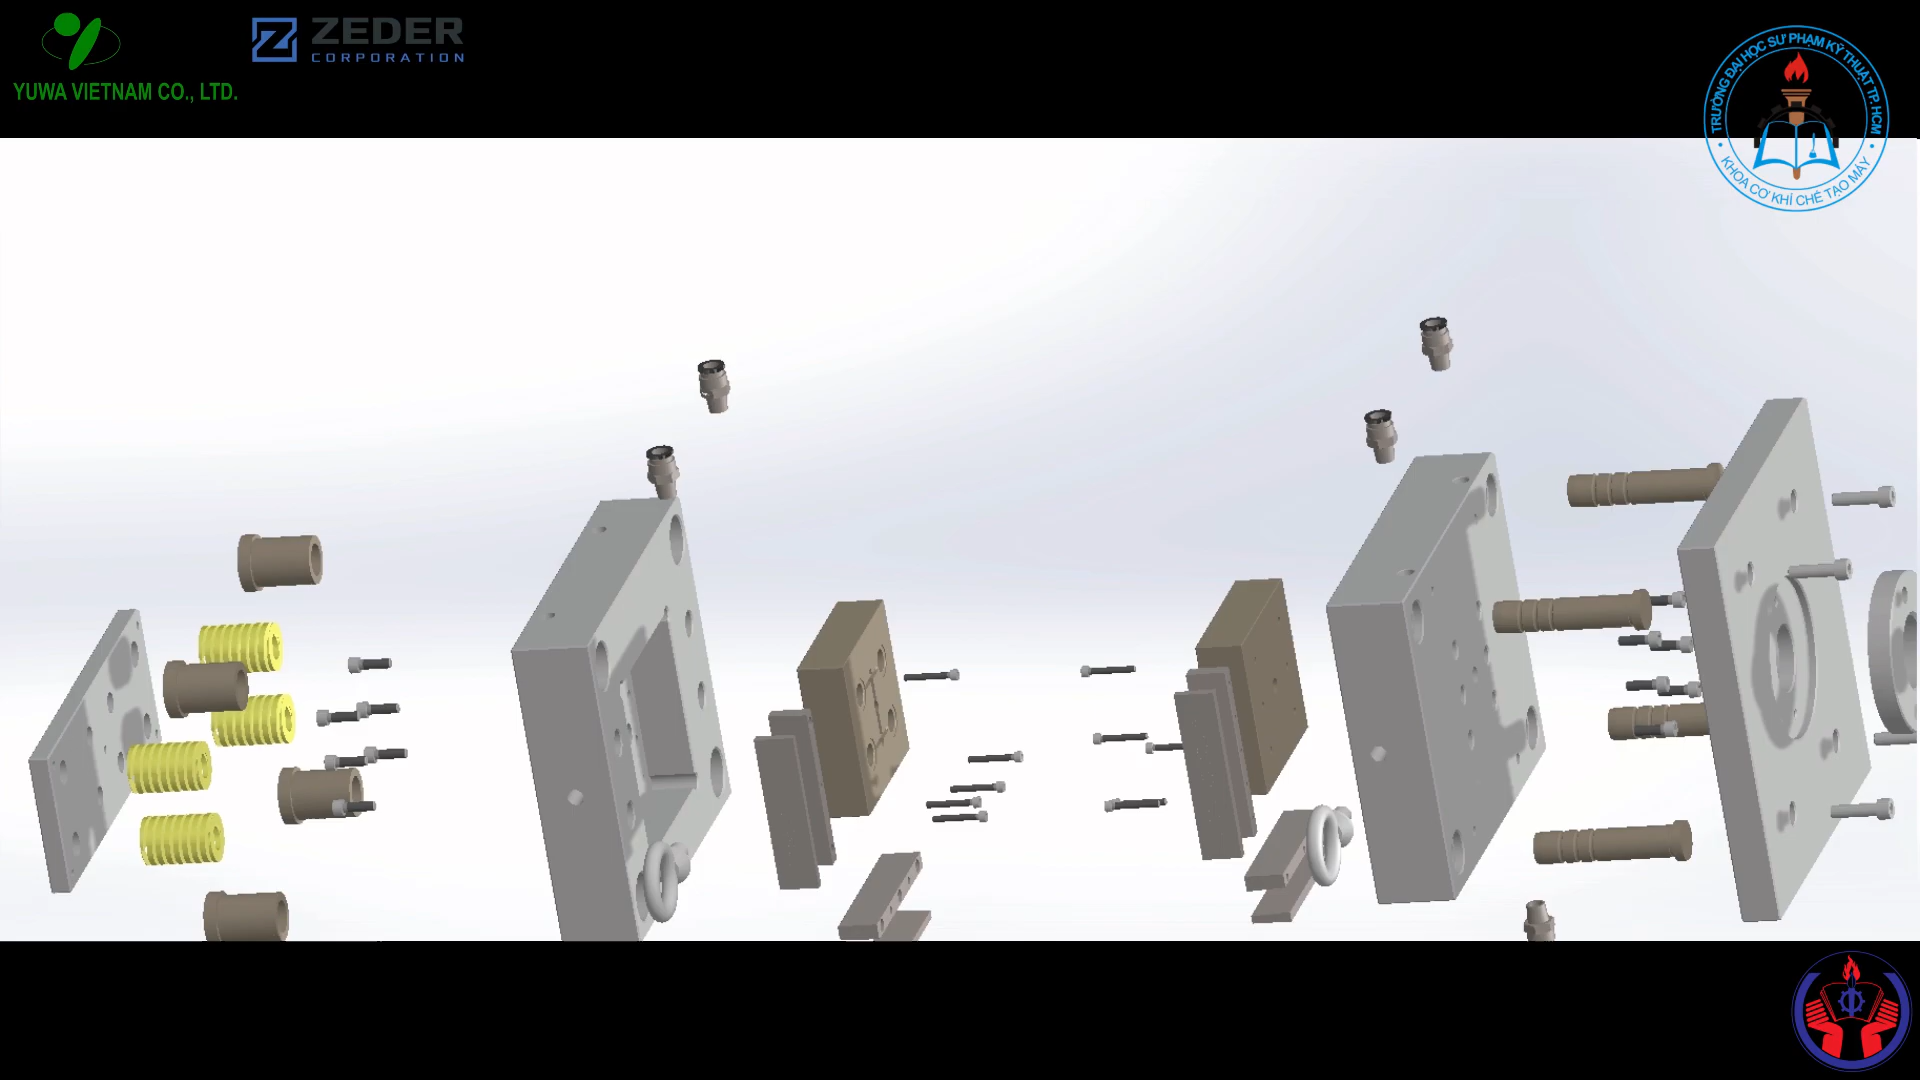 YUWA VIETNAM CO., LTD.
ZEDER
CORPORATION
TRƯỜNG ĐẠI HỌC SƯ PHẠM KỸ THUẬT TP. HCM
KHOA CƠ KHÍ CHẾ TẠO MÁY